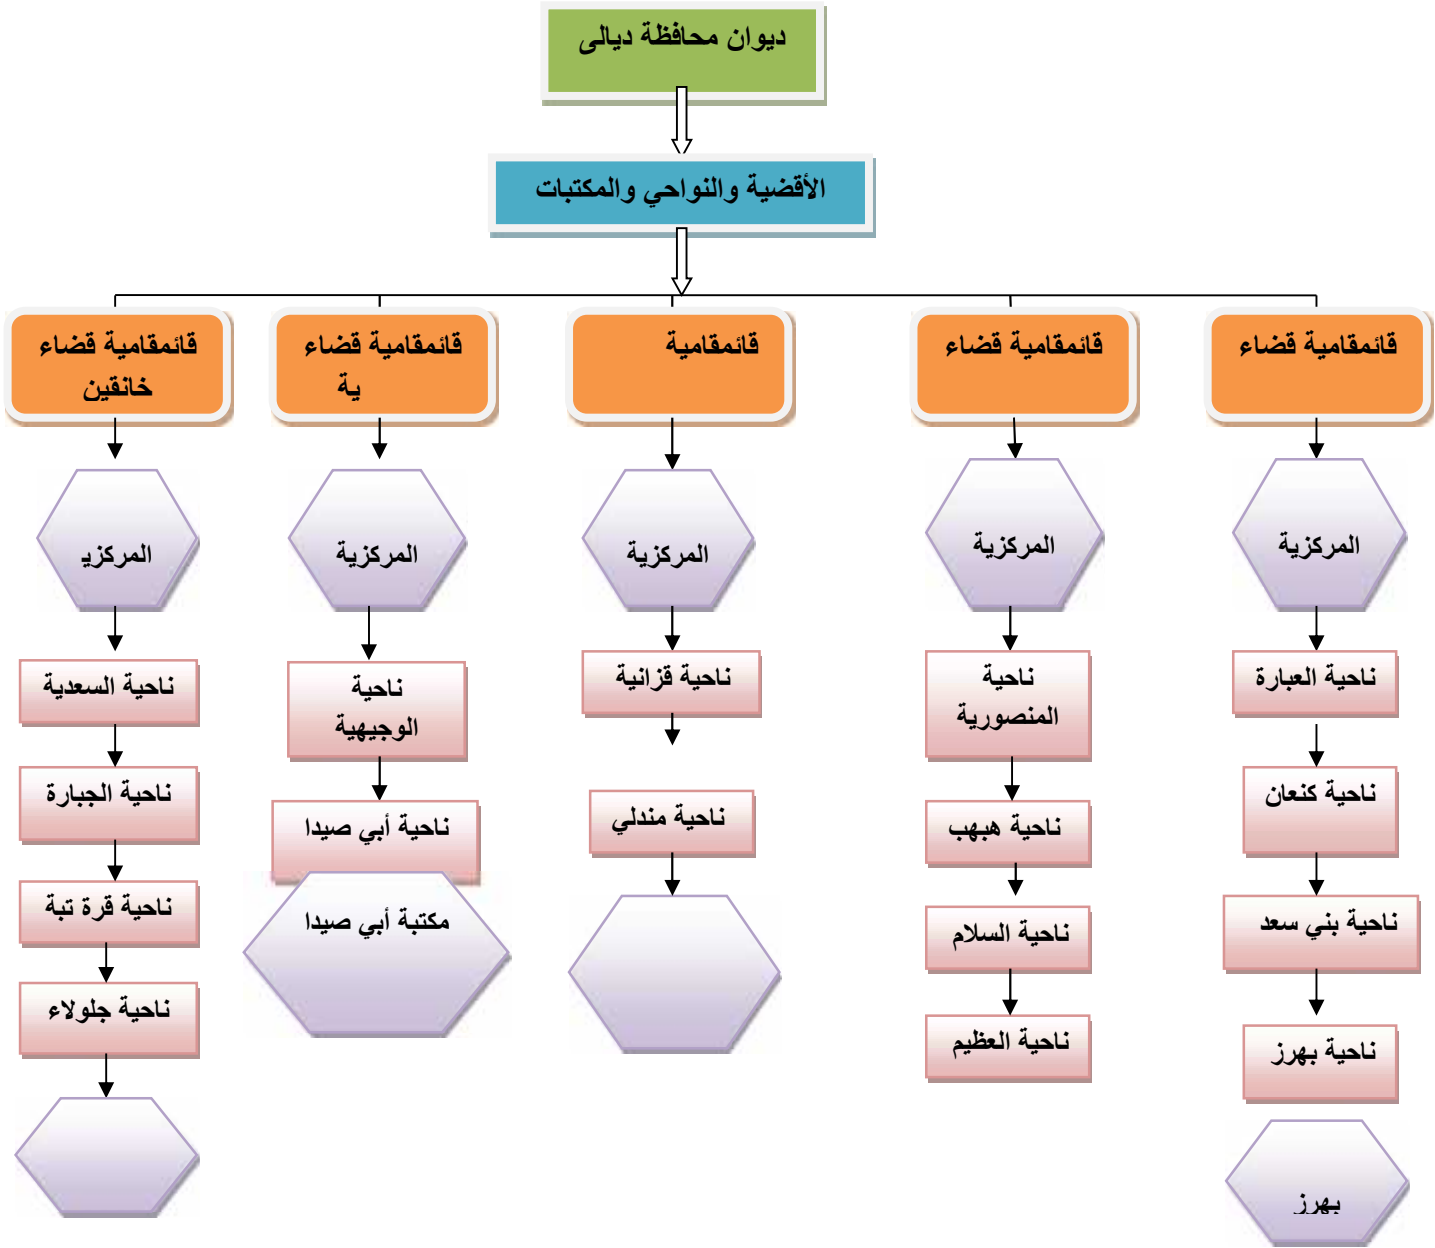 ديوان محافظة ديالى
الأقضية والنواحي والمكتبات
قائمقامية قضاء
قائمقامية قضاء
قائمقامية
قائمقامية قضاء
ية
قائمقامية قضاء
خانقين
المركزية
المركزية
المركزية
المركزية
المركزي
ناحية العبارة
ناحية كنعان
ناحية بني سعد
ناحية بهرز
بهرز
ناحية
المنصورية
ناحية هبهب
ناحية السلام
ناحية العظيم
ناحية قزانية
ناحية مندلي
ناحية
الوجيهية
ناحية أبي صيدا
مكتبة أبي صيدا
ناحية السعدية
ناحية الجبارة
ناحية قرة تبة
ناحية جلولاء